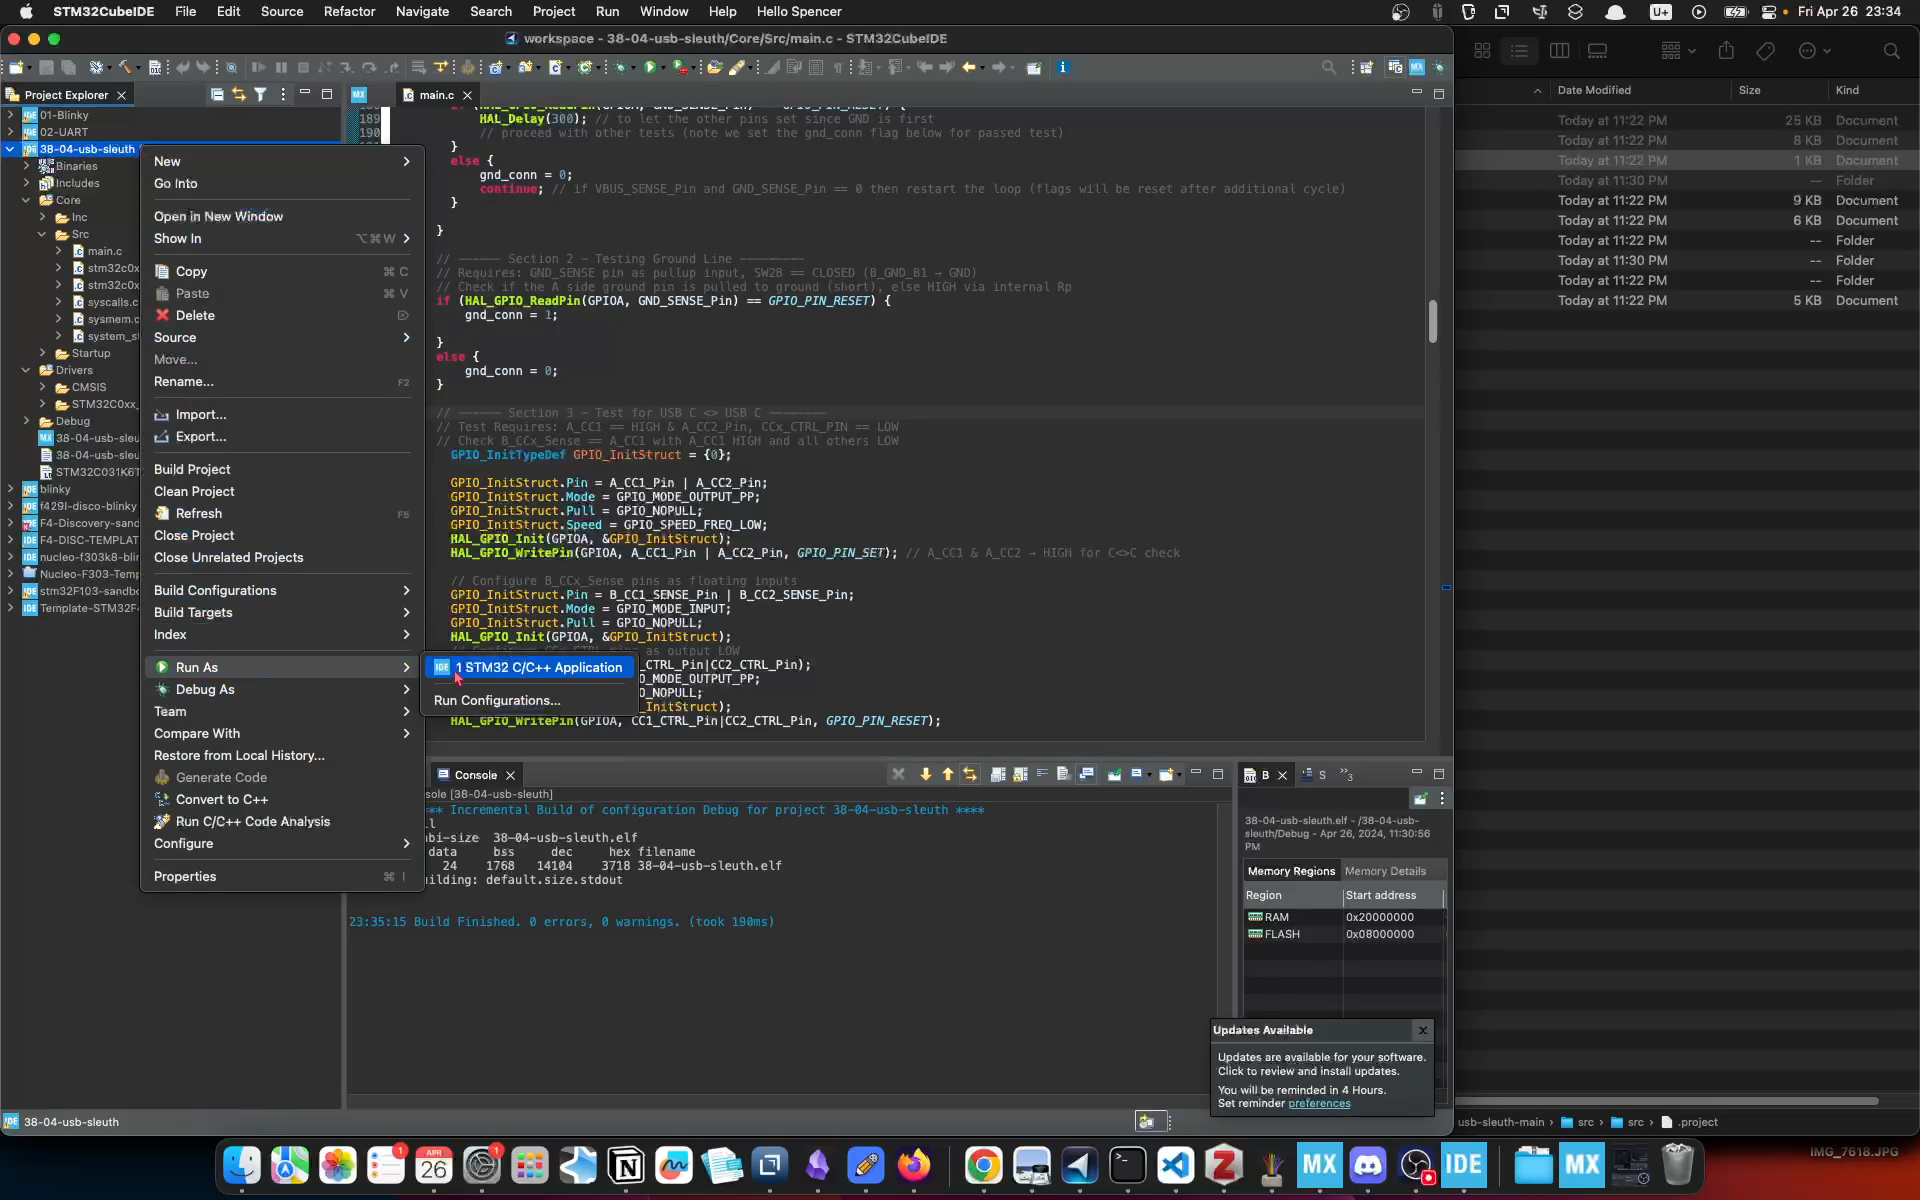 STM32CubeIDE File Edit Source Refactor Navigate Search Project Run Window Help Hello Spencer
U+ Fri Apr 26 23:34
workspace - 38-04-usb-sleuth/Core/Src/main.c - STM32CubeIDE
Project Explorer
main.c
01-Blinky
02-UART
38-04-usb-sleuth
Binaries
Includes
Core
Inc
Src
main.c
stm32c0x
stm32c0x
syscalls.c
sysmem.c
system_s
Startup
Drivers
CMSIS
STM32C0xx_
Debug
38-04-usb-sleu
38-04-usb-sleu
STM32C031K6T
blinky
f429I-disco-blinky
F4-Discovery-sand
F4-DISC-TEMPLAT
nucleo-f303k8-blin
Nucleo-F303-Temp
stm32F103-sandbo
Template-STM32F4
New
Go Into
Open in New Window
Show In ⌥⌘W
Copy ⌘ C
Paste ⌘ V
Delete
Source
Move...
Rename... F2
Import...
Export...
Build Project
Clean Project
Refresh F5
Close Project
Close Unrelated Projects
Build Configurations
Build Targets
Index
Run As
Debug As
Team
Compare With
Restore from Local History...
Generate Code
Convert to C++
Run C/C++ Code Analysis
Configure
Properties ⌘ I
1 STM32 C/C++ Application
Run Configurations...
189 HAL_Delay(300); // to let the other pins set since GND is first
190 // proceed with other tests (note we set the gnd_conn flag below for passed test)
}
else {
gnd_conn = 0;
continue; // if VBUS_SENSE_Pin and GND_SENSE_Pin == 0 then restart the loop (flags will be reset after additional cycle)
}
}
// —————— Section 2 - Testing Ground Line ——————
// Requires: GND_SENSE pin as pullup input, SW2B == CLOSED (B_GND_B1 → GND)
// Check if the A side ground pin is pulled to ground (short), else HIGH via internal Rp
if (HAL_GPIO_ReadPin(GPIOA, GND_SENSE_Pin) == GPIO_PIN_RESET) {
gnd_conn = 1;
}
else {
gnd_conn = 0;
}
// —————— Section 3 - Test for USB C <> USB C ——————
// Test Requires: A_CC1 == HIGH & A_CC2_Pin, CCx_CTRL_PIN == LOW
// Check B_CCx_Sense == A_CC1 with A_CC1 HIGH and all others LOW
GPIO_InitTypeDef GPIO_InitStruct = {0};
GPIO_InitStruct.Pin = A_CC1_Pin | A_CC2_Pin;
GPIO_InitStruct.Mode = GPIO_MODE_OUTPUT_PP;
GPIO_InitStruct.Pull = GPIO_NOPULL;
GPIO_InitStruct.Speed = GPIO_SPEED_FREQ_LOW;
HAL_GPIO_Init(GPIOA, &GPIO_InitStruct);
HAL_GPIO_WritePin(GPIOA, A_CC1_Pin | A_CC2_Pin, GPIO_PIN_SET); // A_CC1 & A_CC2 → HIGH for C<>C check
// Configure B_CCx_Sense pins as floating inputs
GPIO_InitStruct.Pin = B_CC1_SENSE_Pin | B_CC2_SENSE_Pin;
GPIO_InitStruct.Mode = GPIO_MODE_INPUT;
GPIO_InitStruct.Pull = GPIO_NOPULL;
HAL_GPIO_Init(GPIOA, &GPIO_InitStruct);
_CTRL_Pin|CC2_CTRL_Pin);
O_MODE_OUTPUT_PP;
O_NOPULL;
_InitStruct);
HAL_GPIO_WritePin(GPIOA, CC1_CTRL_Pin|CC2_CTRL_Pin, GPIO_PIN_RESET);
Console
sole [38-04-usb-sleuth]
** Incremental Build of configuration Debug for project 38-04-usb-sleuth ****
ll
abi-size 38-04-usb-sleuth.elf
data bss dec hex filename
24 1768 14104 3718 38-04-usb-sleuth.elf
uilding: default.size.stdout
23:35:15 Build Finished. 0 errors, 0 warnings. (took 190ms)
B S 3
38-04-usb-sleuth.elf - /38-04-usb-
sleuth/Debug - Apr 26, 2024, 11:30:56
PM
Memory Regions Memory Details
Region Start address
RAM 0x20000000
FLASH 0x08000000
Updates Available
Updates are available for your software.
Click to review and install updates.
You will be reminded in 4 Hours.
Set reminder preferences
38-04-usb-sleuth
Date Modified Size Kind
Today at 11:22 PM 25 KB Document
Today at 11:22 PM 8 KB Document
Today at 11:22 PM 1 KB Document
Today at 11:30 PM -- Folder
Today at 11:22 PM 9 KB Document
Today at 11:22 PM 6 KB Document
Today at 11:22 PM -- Folder
Today at 11:30 PM -- Folder
Today at 11:22 PM -- Folder
Today at 11:22 PM 5 KB Document
usb-sleuth-main src src .project
IMG_7618.JPG
1 APR 26 1 MX IDE MX